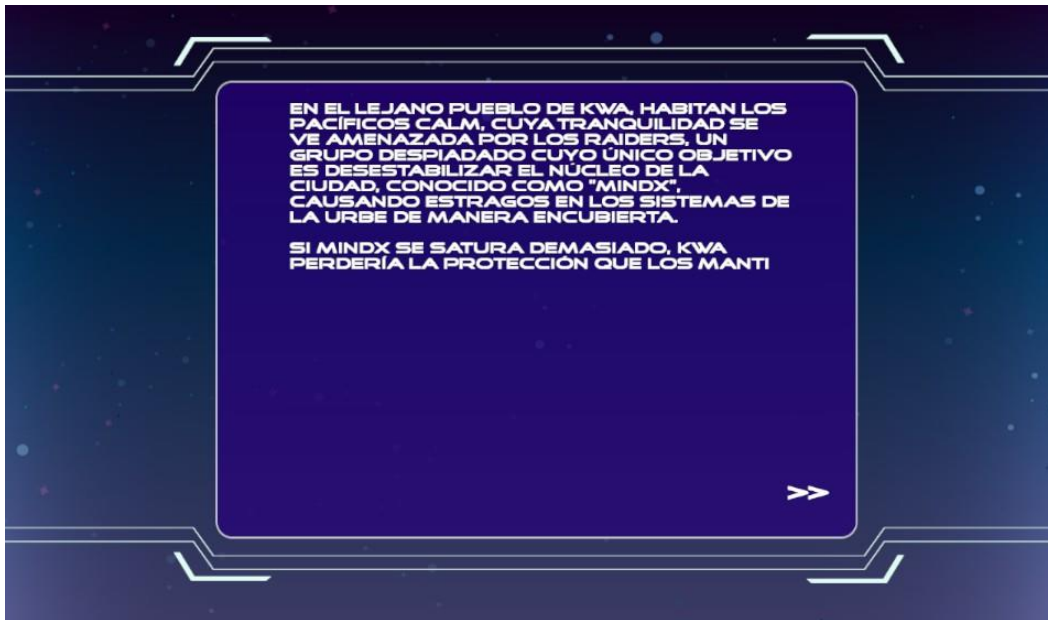 EN EL LEJANO PUEBLO DE KWA, HABITAN LOS
PACÍFICOS CALM, CUYA TRANQUILIDAD SE
VE AMENAZADA POR LOS RAIDERS, UN
GRUPO DESPIADADO CUYO ÚNICO OBJETIVO
ES DESESTABILIZAR EL NÚCLEO DE LA
CIUDAD, CONOCIDO COMO "MINDX",
CAUSANDO ESTRAGOS EN LOS SISTEMAS DE
LA URBE DE MANERA ENCUBIERTA.
SI MINDX SE SATURA DEMASIADO, KWA
PERDERÍA LA PROTECCIÓN QUE LOS MANTI
>>